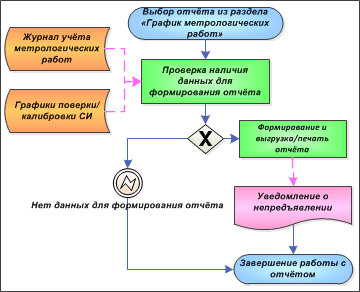 Выбор отчёта из раздела
«График метрологических
работ»
Журнал учёта
метрологических
работ
Проверка наличия
данных для
формирования отчёта
Графики поверки/
калибровки СИ
X
Формирование и
выгрузка/печать
отчёта
Нет данных для формирования отчёта
Уведомление о
непредъявлении
Завершение работы с
отчётом